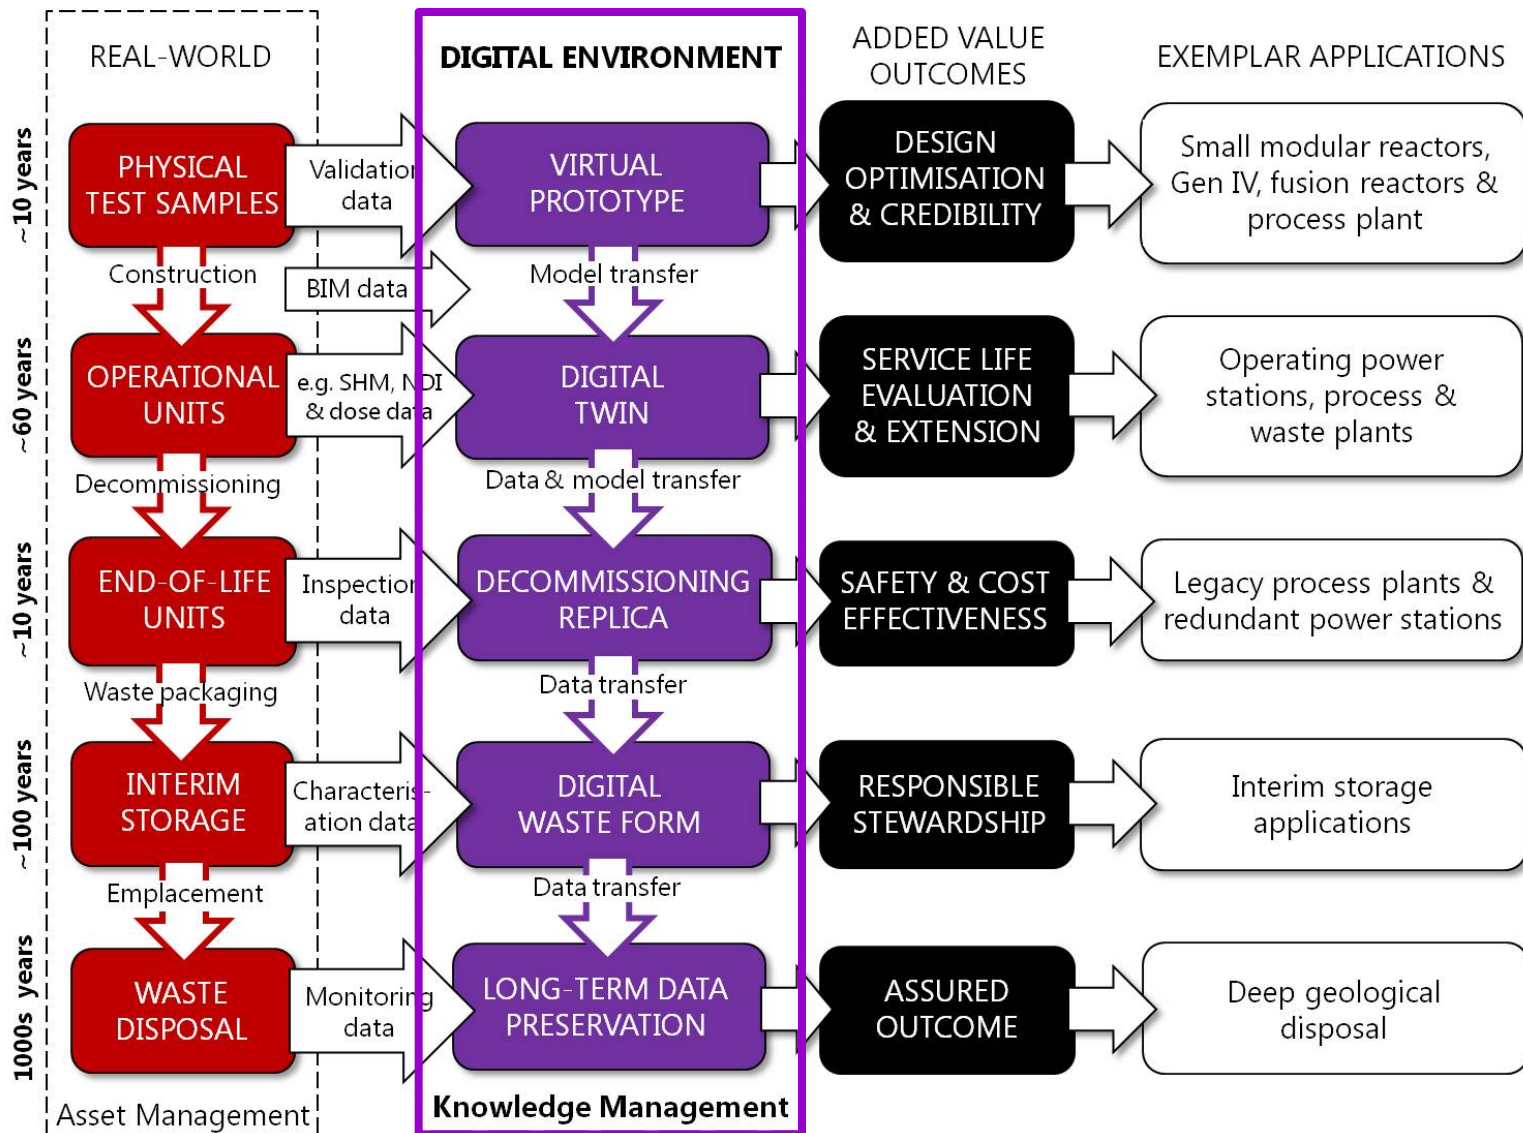 REAL-WORLD
DIGITAL ENVIRONMENT
ADDED VALUE
OUTCOMES
EXEMPLAR APPLICATIONS
~10 years
PHYSICAL
TEST SAMPLES
Validation
data
VIRTUAL
PROTOTYPE
DESIGN
OPTIMISATION
& CREDIBILITY
Small modular reactors,
Gen IV, fusion reactors &
process plant
Construction
BIM data
Model transfer
~60 years
OPERATIONAL
UNITS
e.g. SHM, NDI
& dose data
DIGITAL
TWIN
SERVICE LIFE
EVALUATION
& EXTENSION
Operating power
stations, process &
waste plants
Decommissioning
Data & model transfer
~10 years
END-OF-LIFE
UNITS
Inspection
data
DECOMMISSIONING
REPLICA
SAFETY & COST
EFFECTIVENESS
Legacy process plants &
redundant power stations
Waste packaging
Data transfer
~100 years
INTERIM
STORAGE
Characteris-
ation data
DIGITAL
WASTE FORM
RESPONSIBLE
STEWARDSHIP
Interim storage
applications
Emplacement
Data transfer
1000s years
WASTE
DISPOSAL
Monitoring
data
LONG-TERM DATA
PRESERVATION
ASSURED
OUTCOME
Deep geological
disposal
Asset Management
Knowledge Management